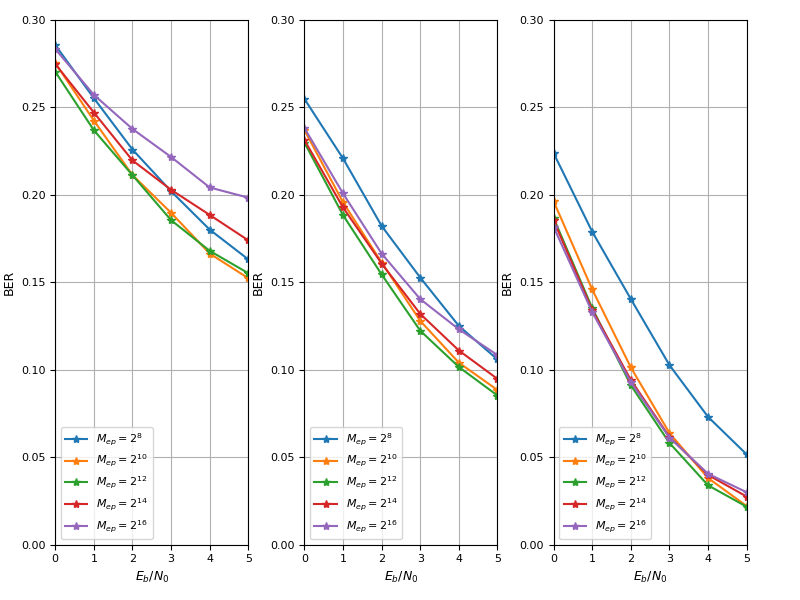 0.30
0.25
0.20
0.15
0.10
0.05
0.00
BER
M_ep = 2^8
M_ep = 2^10
M_ep = 2^12
M_ep = 2^14
M_ep = 2^16
0 1 2 3 4 5
E_b/N_0
0.30
0.25
0.20
0.15
0.10
0.05
0.00
BER
M_ep = 2^8
M_ep = 2^10
M_ep = 2^12
M_ep = 2^14
M_ep = 2^16
0 1 2 3 4 5
E_b/N_0
0.30
0.25
0.20
0.15
0.10
0.05
0.00
BER
M_ep = 2^8
M_ep = 2^10
M_ep = 2^12
M_ep = 2^14
M_ep = 2^16
0 1 2 3 4 5
E_b/N_0